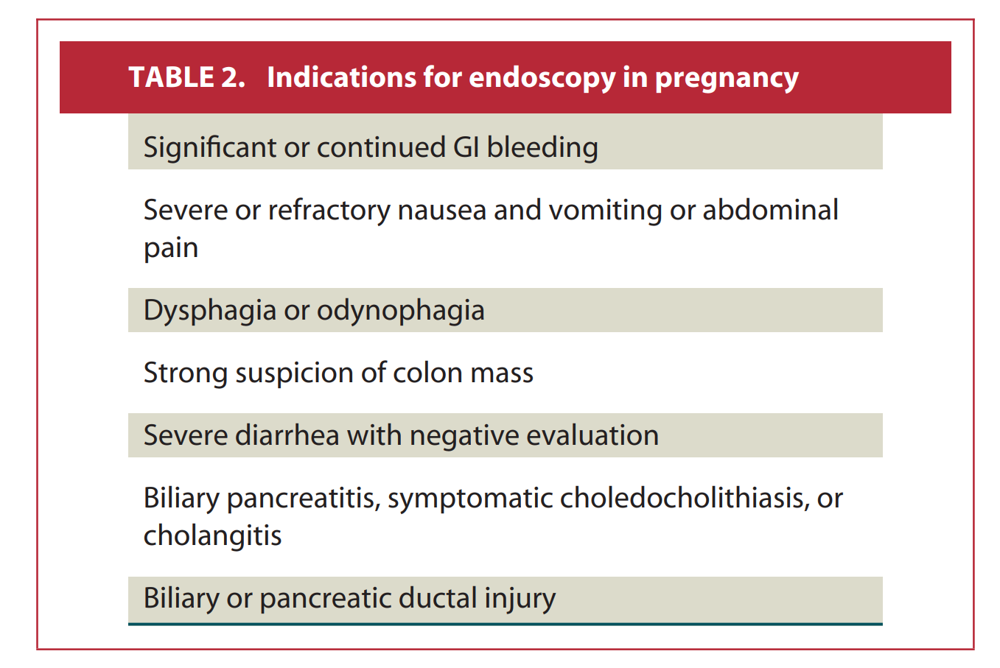 TABLE 2. Indications for endoscopy in pregnancy
Significant or continued GI bleeding
Severe or refractory nausea and vomiting or abdominal
pain
Dysphagia or odynophagia
Strong suspicion of colon mass
Severe diarrhea with negative evaluation
Biliary pancreatitis, symptomatic choledocholithiasis, or
cholangitis
Biliary or pancreatic ductal injury